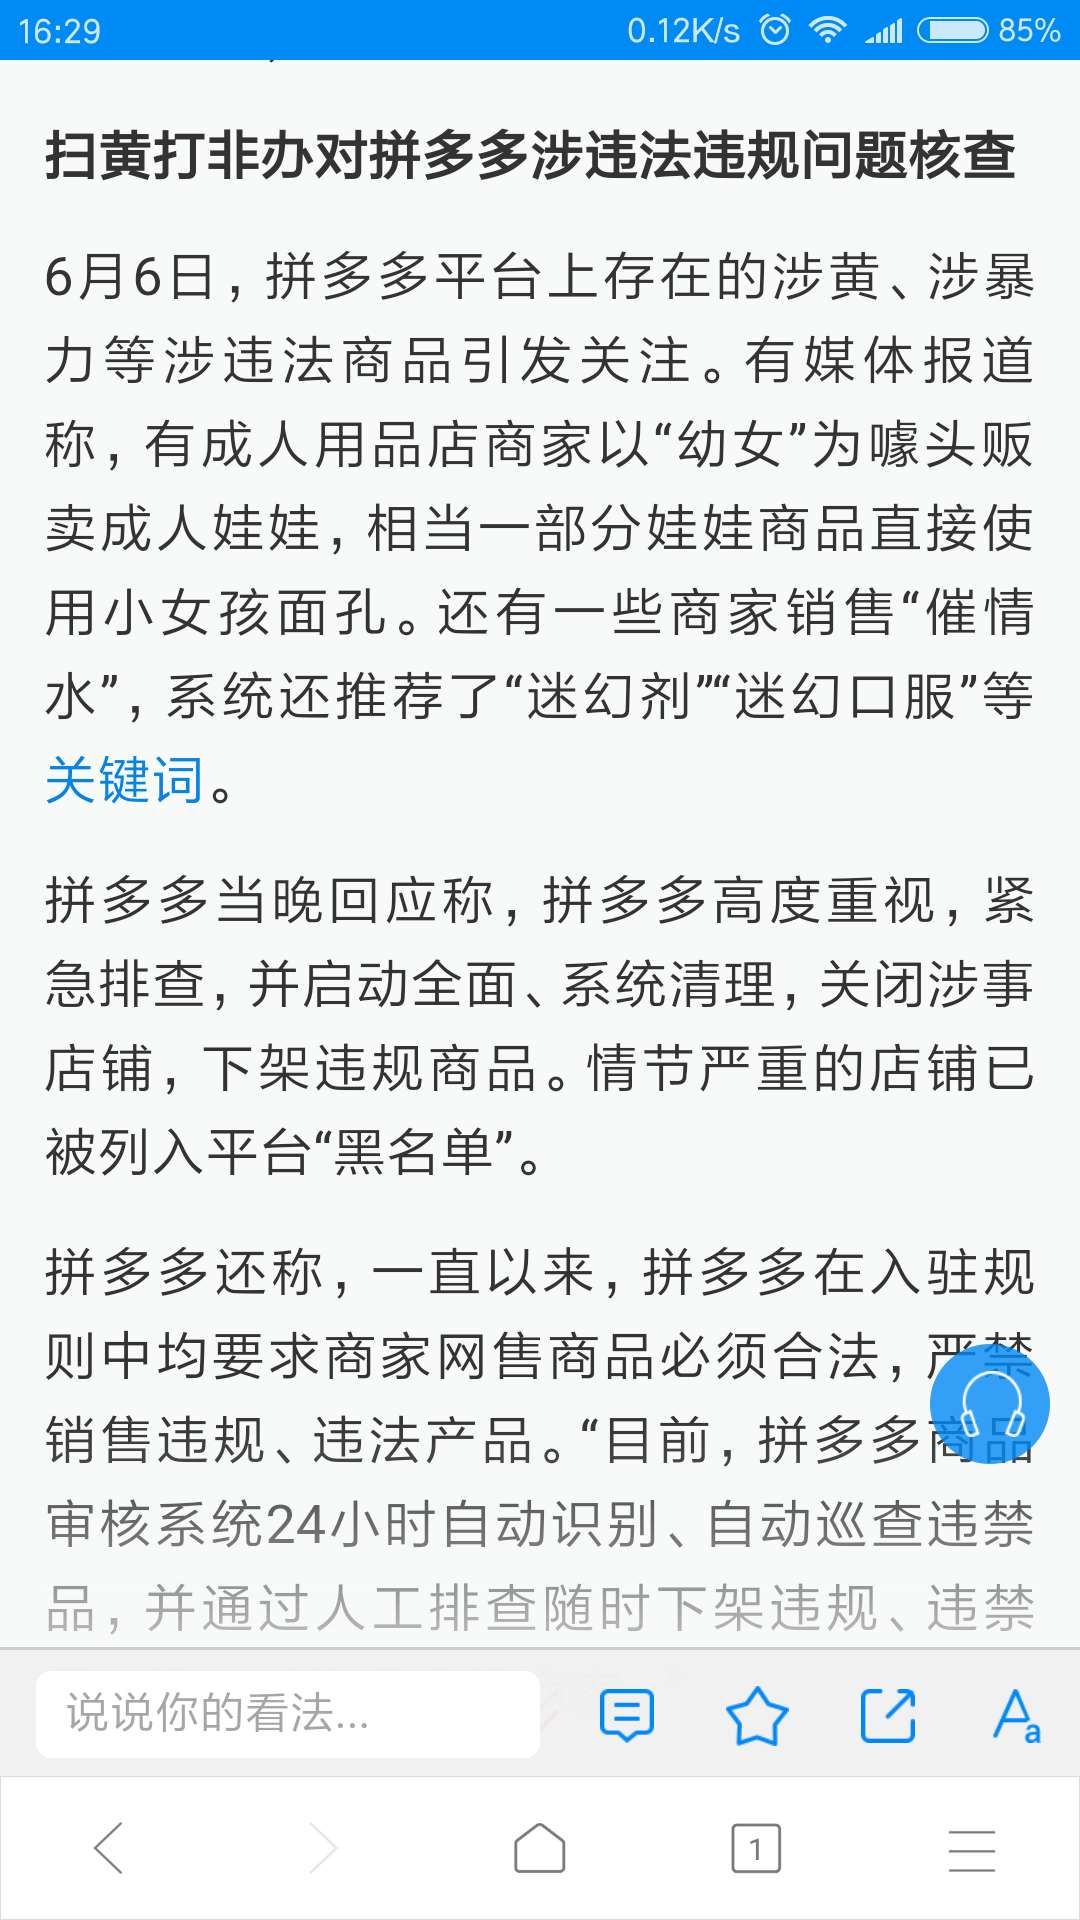 16:29
0.12K/s
85%
扫黄打非办对拼多多涉违法违规问题核查
6月6日，拼多多平台上存在的涉黄、涉暴
力等涉违法商品引发关注。有媒体报道
称，有成人用品店商家以“幼女”为噱头贩
卖成人娃娃，相当一部分娃娃商品直接使
用小女孩面孔。还有一些商家销售“催情
水”，系统还推荐了“迷幻剂”“迷幻口服”等
关键词。
拼多多当晚回应称，拼多多高度重视，紧
急排查，并启动全面、系统清理，关闭涉事
店铺，下架违规商品。情节严重的店铺已
被列入平台“黑名单”。
拼多多还称，一直以来，拼多多在入驻规
则中均要求商家网售商品必须合法，严禁
销售违规、违法产品。“目前，拼多多商品
审核系统24小时自动识别、自动巡查违禁
品，并通过人工排查随时下架违规、违禁
说说你的看法...
Aa
1